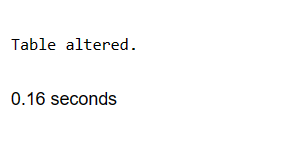 Table altered.
0.16 seconds